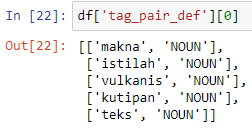 In [22]: df['tag_pair_def'][0]
Out[22]: [['makna', 'NOUN'],
['istilah', 'NOUN'],
['vulkanis', 'NOUN'],
['kutipan', 'NOUN'],
['teks', 'NOUN']]